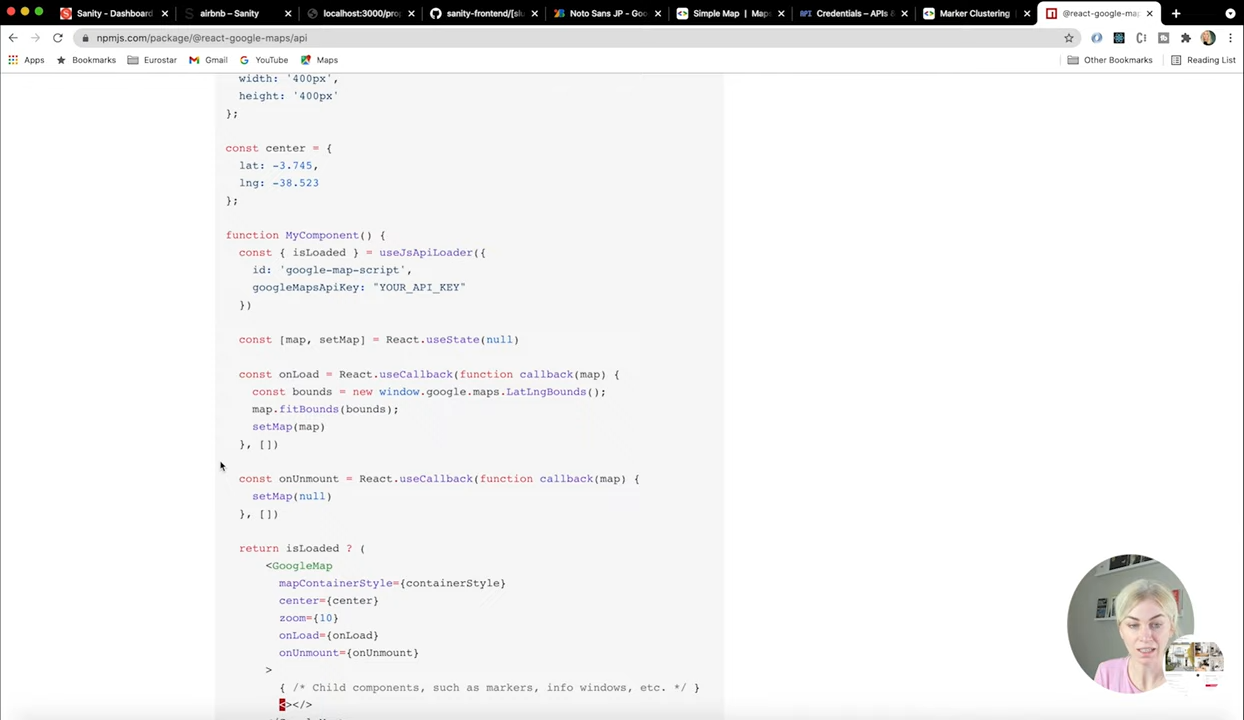 Sanity - Dashboard
airbnb – Sanity
localhost:3000/pro
sanity-frontend/[slu
Noto Sans JP - Goo
Simple Map | Maps
API Credentials – APIs &
Marker Clustering
@react-google-map
npmjs.com/package/@react-google-maps/api
Apps
Bookmarks
Eurostar
Gmail
YouTube
Maps
Other Bookmarks
Reading List
width: '400px',
height: '400px'
};
const center = {
lat: -3.745,
lng: -38.523
};
function MyComponent() {
const { isLoaded } = useJsApiLoader({
id: 'google-map-script',
googleMapsApiKey: "YOUR_API_KEY"
})
const [map, setMap] = React.useState(null)
const onLoad = React.useCallback(function callback(map) {
const bounds = new window.google.maps.LatLngBounds();
map.fitBounds(bounds);
setMap(map)
}, [])
const onUnmount = React.useCallback(function callback(map) {
setMap(null)
}, [])
return isLoaded ? (
<GoogleMap
mapContainerStyle={containerStyle}
center={center}
zoom={10}
onLoad={onLoad}
onUnmount={onUnmount}
>
{ /* Child components, such as markers, info windows, etc. */ }
<></>